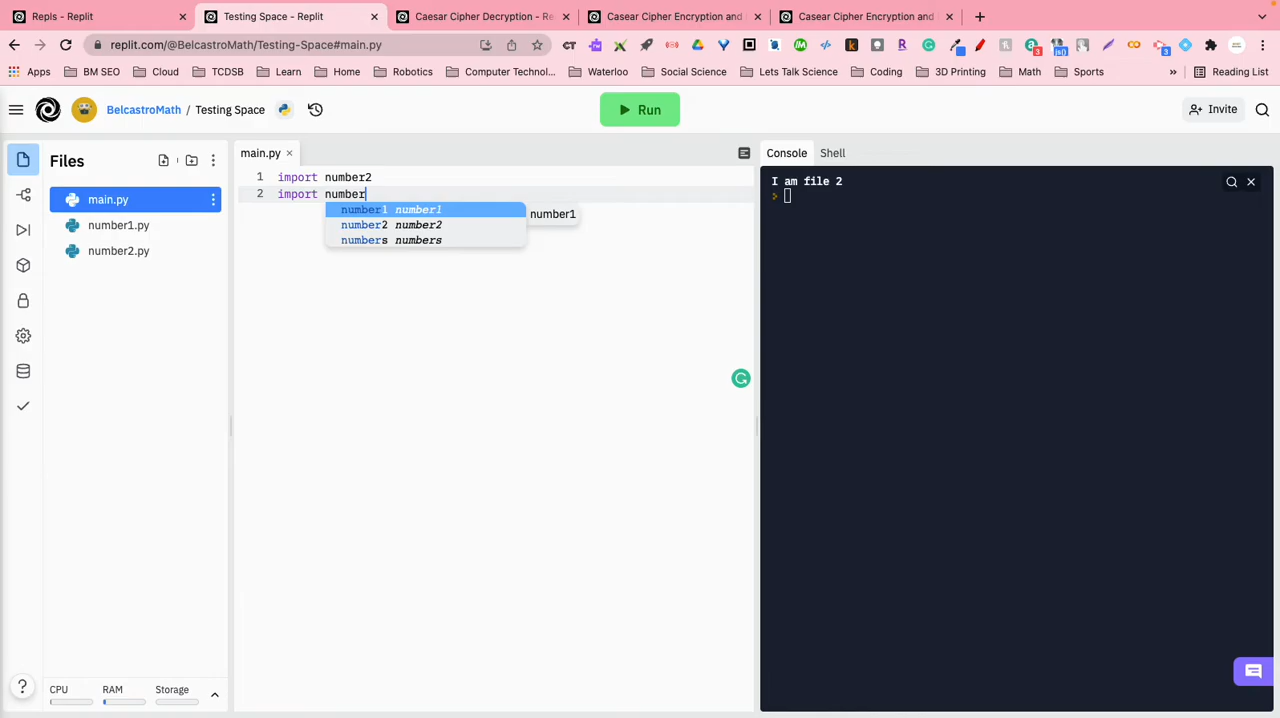 Repls - Replit
Testing Space - Replit
Caesar Cipher Decryption - Re
Casear Cipher Encryption and
Casear Cipher Encryption and
replit.com/@BelcastroMath/Testing-Space#main.py
Apps
BM SEO
Cloud
TCDSB
Learn
Home
Robotics
Computer Technol...
Waterloo
Social Science
Lets Talk Science
Coding
3D Printing
Math
Sports
»
Reading List
BelcastroMath / Testing Space
Run
Invite
Files
main.py
number1.py
number2.py
main.py
1 import number2
2 import number
number1 number1
number2 number2
numbers numbers
number1
Console
Shell
I am file 2
CPU
RAM
Storage